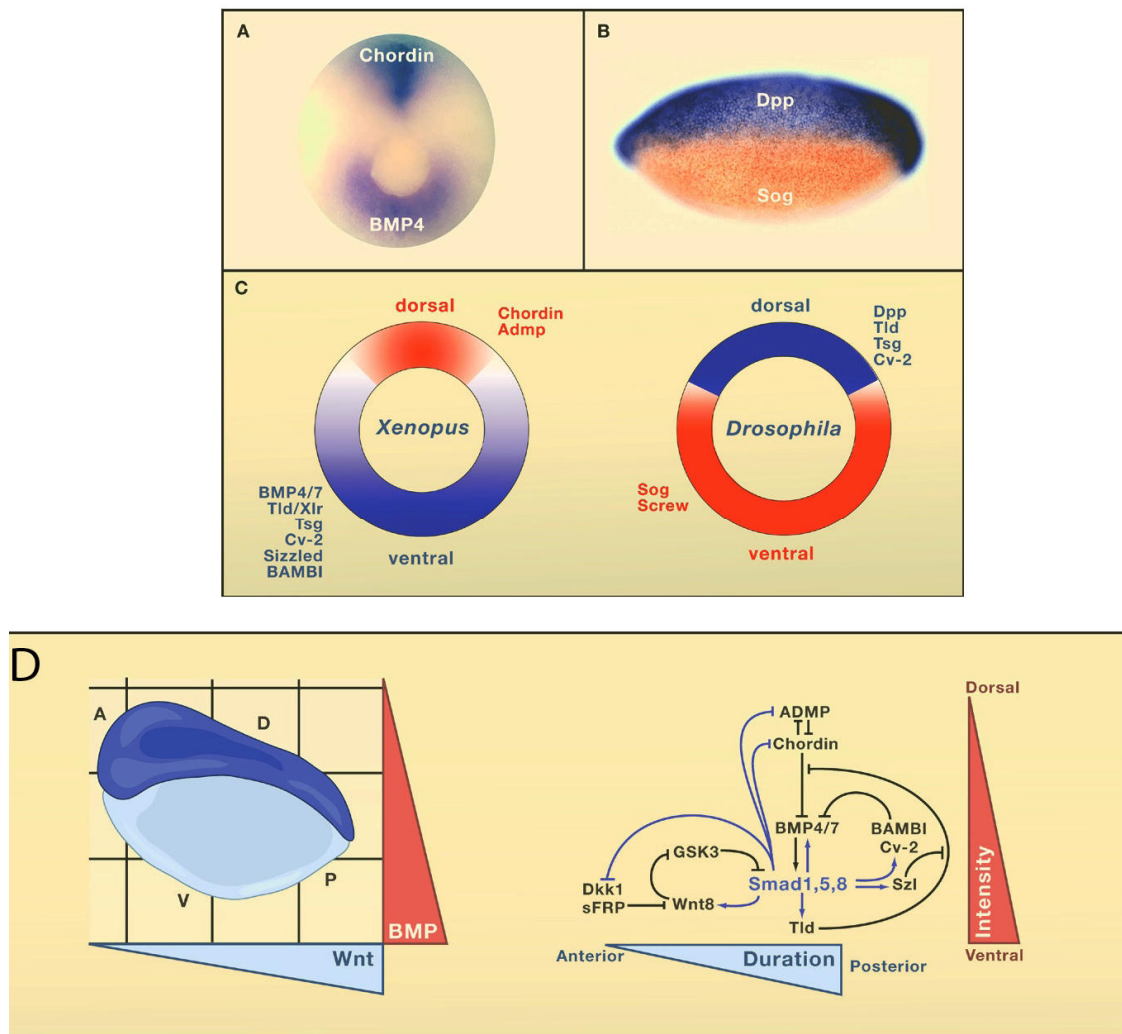 A
Chordin
BMP4
B
Dpp
Sog
C
dorsal
Chordin
Admp
Xenopus
BMP4/7
Tld/Xlr
Tsg
Cv-2
Sizzled
BAMBI
ventral
dorsal
Dpp
Tld
Tsg
Cv-2
Drosophila
Sog
Screw
ventral
D
A
D
V
P
BMP
Wnt
ADMP
Chordin
BMP4/7
BAMBI
Cv-2
GSK3
Smad1,5,8
Szl
Dkk1
sFRP
Wnt8
Tld
Anterior
Duration
Posterior
Dorsal
Intensity
Ventral